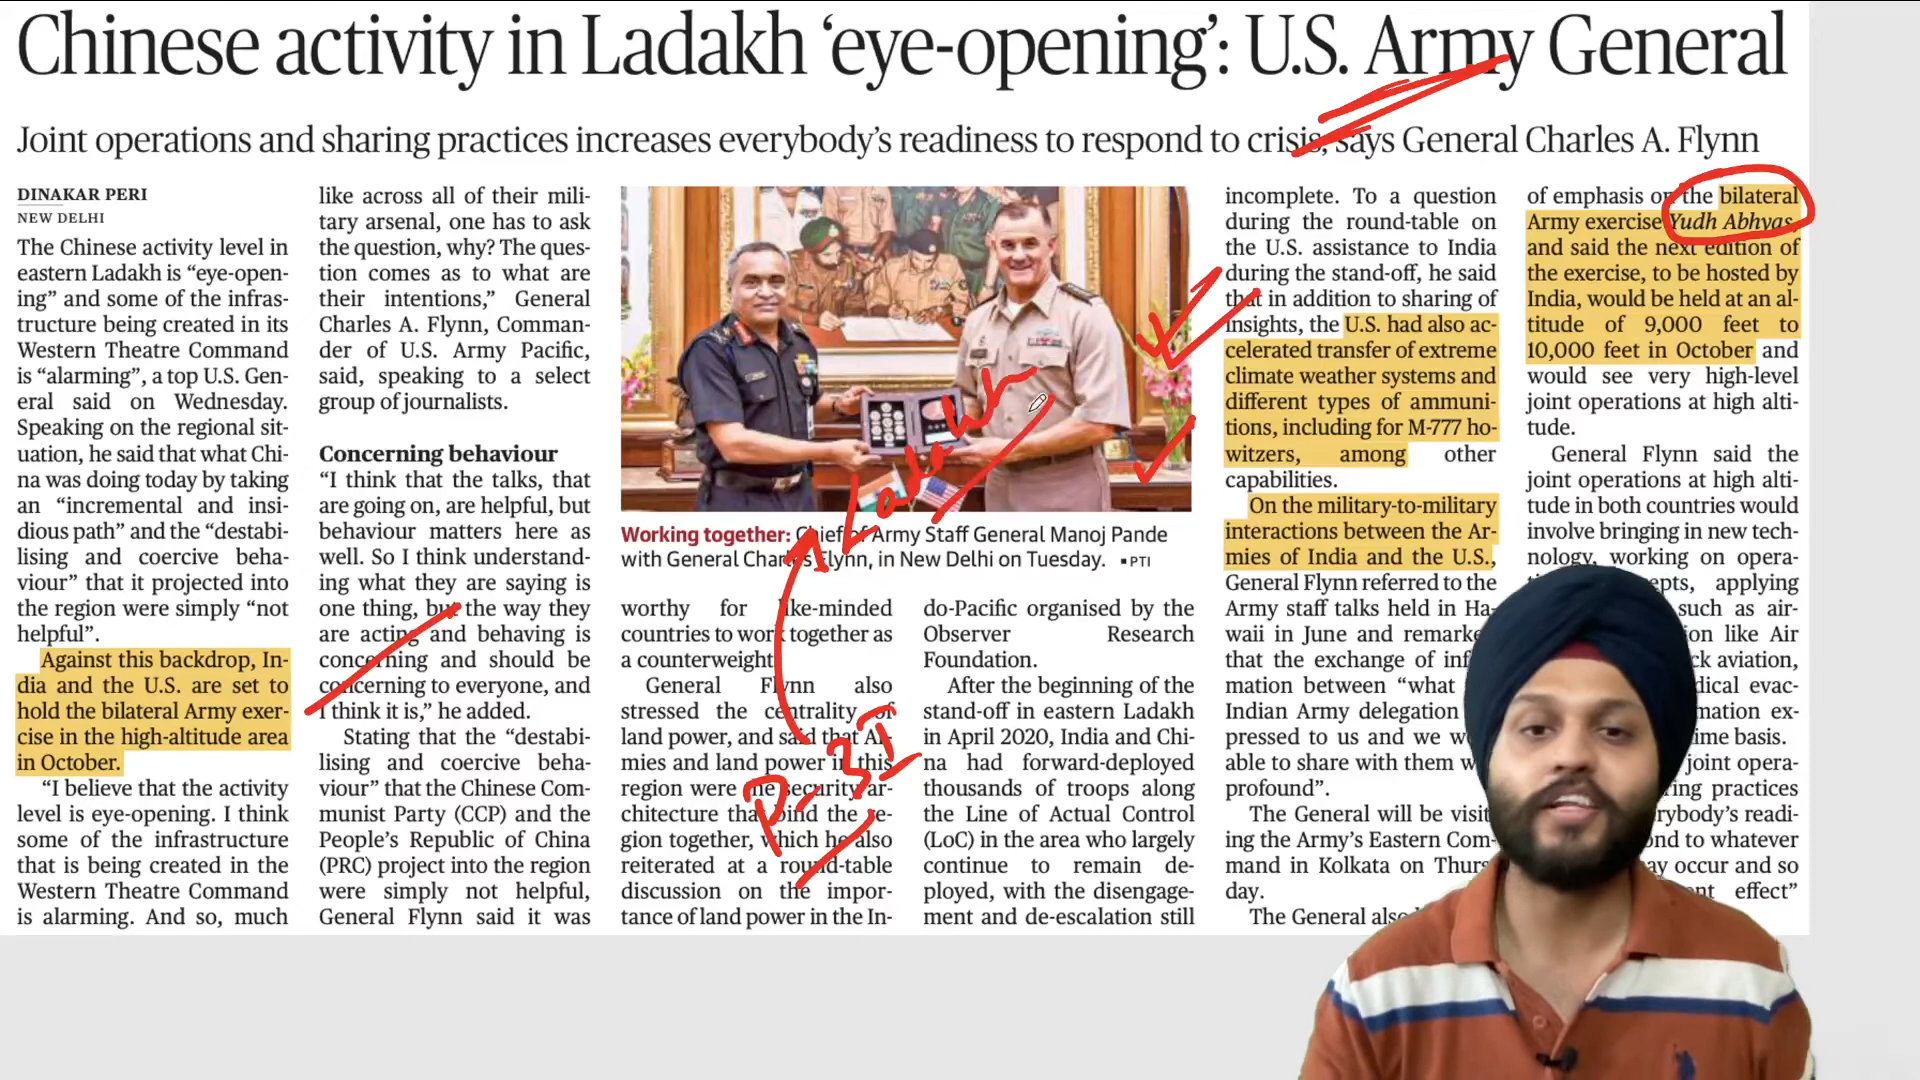 Chinese activity in Ladakh ‘eye-opening’: U.S. Army General
Joint operations and sharing practices increases everybody’s readiness to respond to crisis, says General Charles A. Flynn
DINAKAR PERI
NEW DELHI
The Chinese activity level in
eastern Ladakh is “eye-open-
ing” and some of the infras-
tructure being created in its
Western Theatre Command
is “alarming”, a top U.S. Gen-
eral said on Wednesday.
Speaking on the regional sit-
uation, he said that what Chi-
na was doing today by taking
an “incremental and insi-
dious path” and the “destabi-
lising and coercive beha-
viour” that it projected into
the region were simply “not
helpful”.
Against this backdrop, In-
dia and the U.S. are set to
hold the bilateral Army exer-
cise in the high-altitude area
in October.
“I believe that the activity
level is eye-opening. I think
some of the infrastructure
that is being created in the
Western Theatre Command
is alarming. And so, much
like across all of their mili-
tary arsenal, one has to ask
the question, why? The ques-
tion comes as to what are
their intentions,” General
Charles A. Flynn, Comman-
der of U.S. Army Pacific,
said, speaking to a select
group of journalists.
Concerning behaviour
“I think that the talks, that
are going on, are helpful, but
behaviour matters here as
well. So I think understand-
ing what they are saying is
one thing, but the way they
are acting and behaving is
concerning and should be
concerning to everyone, and
I think it is,” he added.
Stating that the “destabi-
lising and coercive beha-
viour” that the Chinese Com-
munist Party (CCP) and the
People’s Republic of China
(PRC) project into the region
were simply not helpful,
General Flynn said it was
Ladakh
Working together: Chief of Army Staff General Manoj Pande
with General Charles Flynn, in New Delhi on Tuesday. ▪PTI
worthy for like-minded
countries to work together as
a counterweight.
General Flynn also
stressed the centrality of
land power, and said that Ar-
mies and land power in this
region were the security ar-
chitecture that bind the re-
gion together, which he also
reiterated at a round-table
discussion on the impor-
tance of land power in the In-
P-8I
do-Pacific organised by the
Observer Research
Foundation.
After the beginning of the
stand-off in eastern Ladakh
in April 2020, India and Chi-
na had forward-deployed
thousands of troops along
the Line of Actual Control
(LoC) in the area who largely
continue to remain de-
ployed, with the disengage-
ment and de-escalation still
incomplete. To a question
during the round-table on
the U.S. assistance to India
during the stand-off, he said
that in addition to sharing of
insights, the U.S. had also ac-
celerated transfer of extreme
climate weather systems and
different types of ammuni-
tions, including for M-777 ho-
witzers, among other
capabilities.
On the military-to-military
interactions between the Ar-
mies of India and the U.S.,
General Flynn referred to the
Army staff talks held in Ha-
waii in June and remarke
that the exchange of inf
mation between “what
Indian Army delegation
pressed to us and we w
able to share with them w
profound”.
The General will be visit
ing the Army’s Eastern Com-
mand in Kolkata on Thurs
day.
The General also
of emphasis on the bilateral
Army exercise Yudh Abhyas,
and said the next edition of
the exercise, to be hosted by
India, would be held at an al-
titude of 9,000 feet to
10,000 feet in October and
would see very high-level
joint operations at high alti-
tude.
General Flynn said the
joint operations at high alti-
tude in both countries would
involve bringing in new tech-
nology, working on opera-
epts, applying
such as air-
ion like Air
ck aviation,
dical evac-
mation ex-
ime basis.
joint opera-
ring practices
rybody’s readi-
ond to whatever
ay occur and so
nt effect”